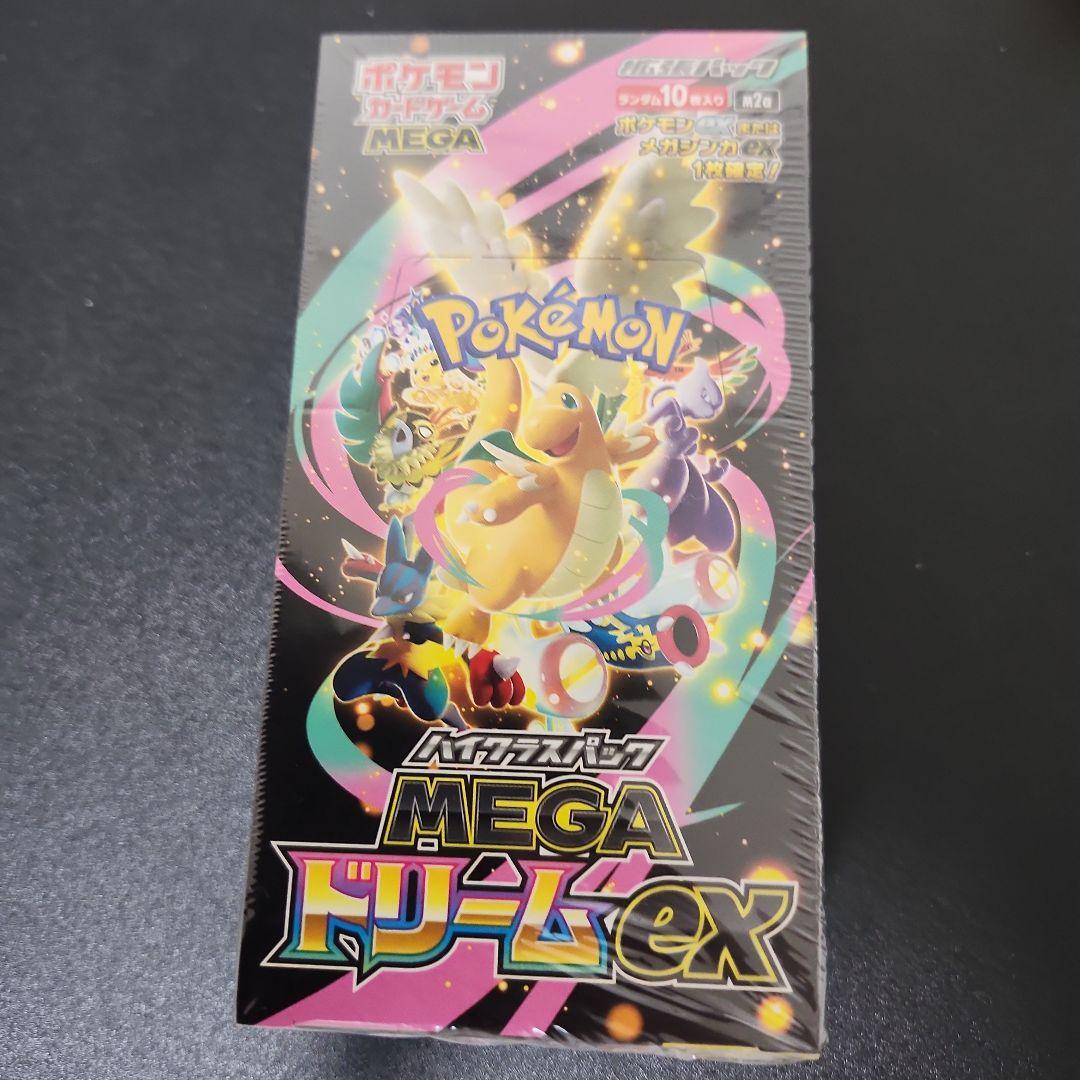 ポケモン
カードゲーム
MEGA
拡張パック
ランダム10枚入り
m2a
ポケモンexまたは
メガシンカex
1枚確定!
POKéMON
TM
ハイクラスパック
MEGA
ドリームex